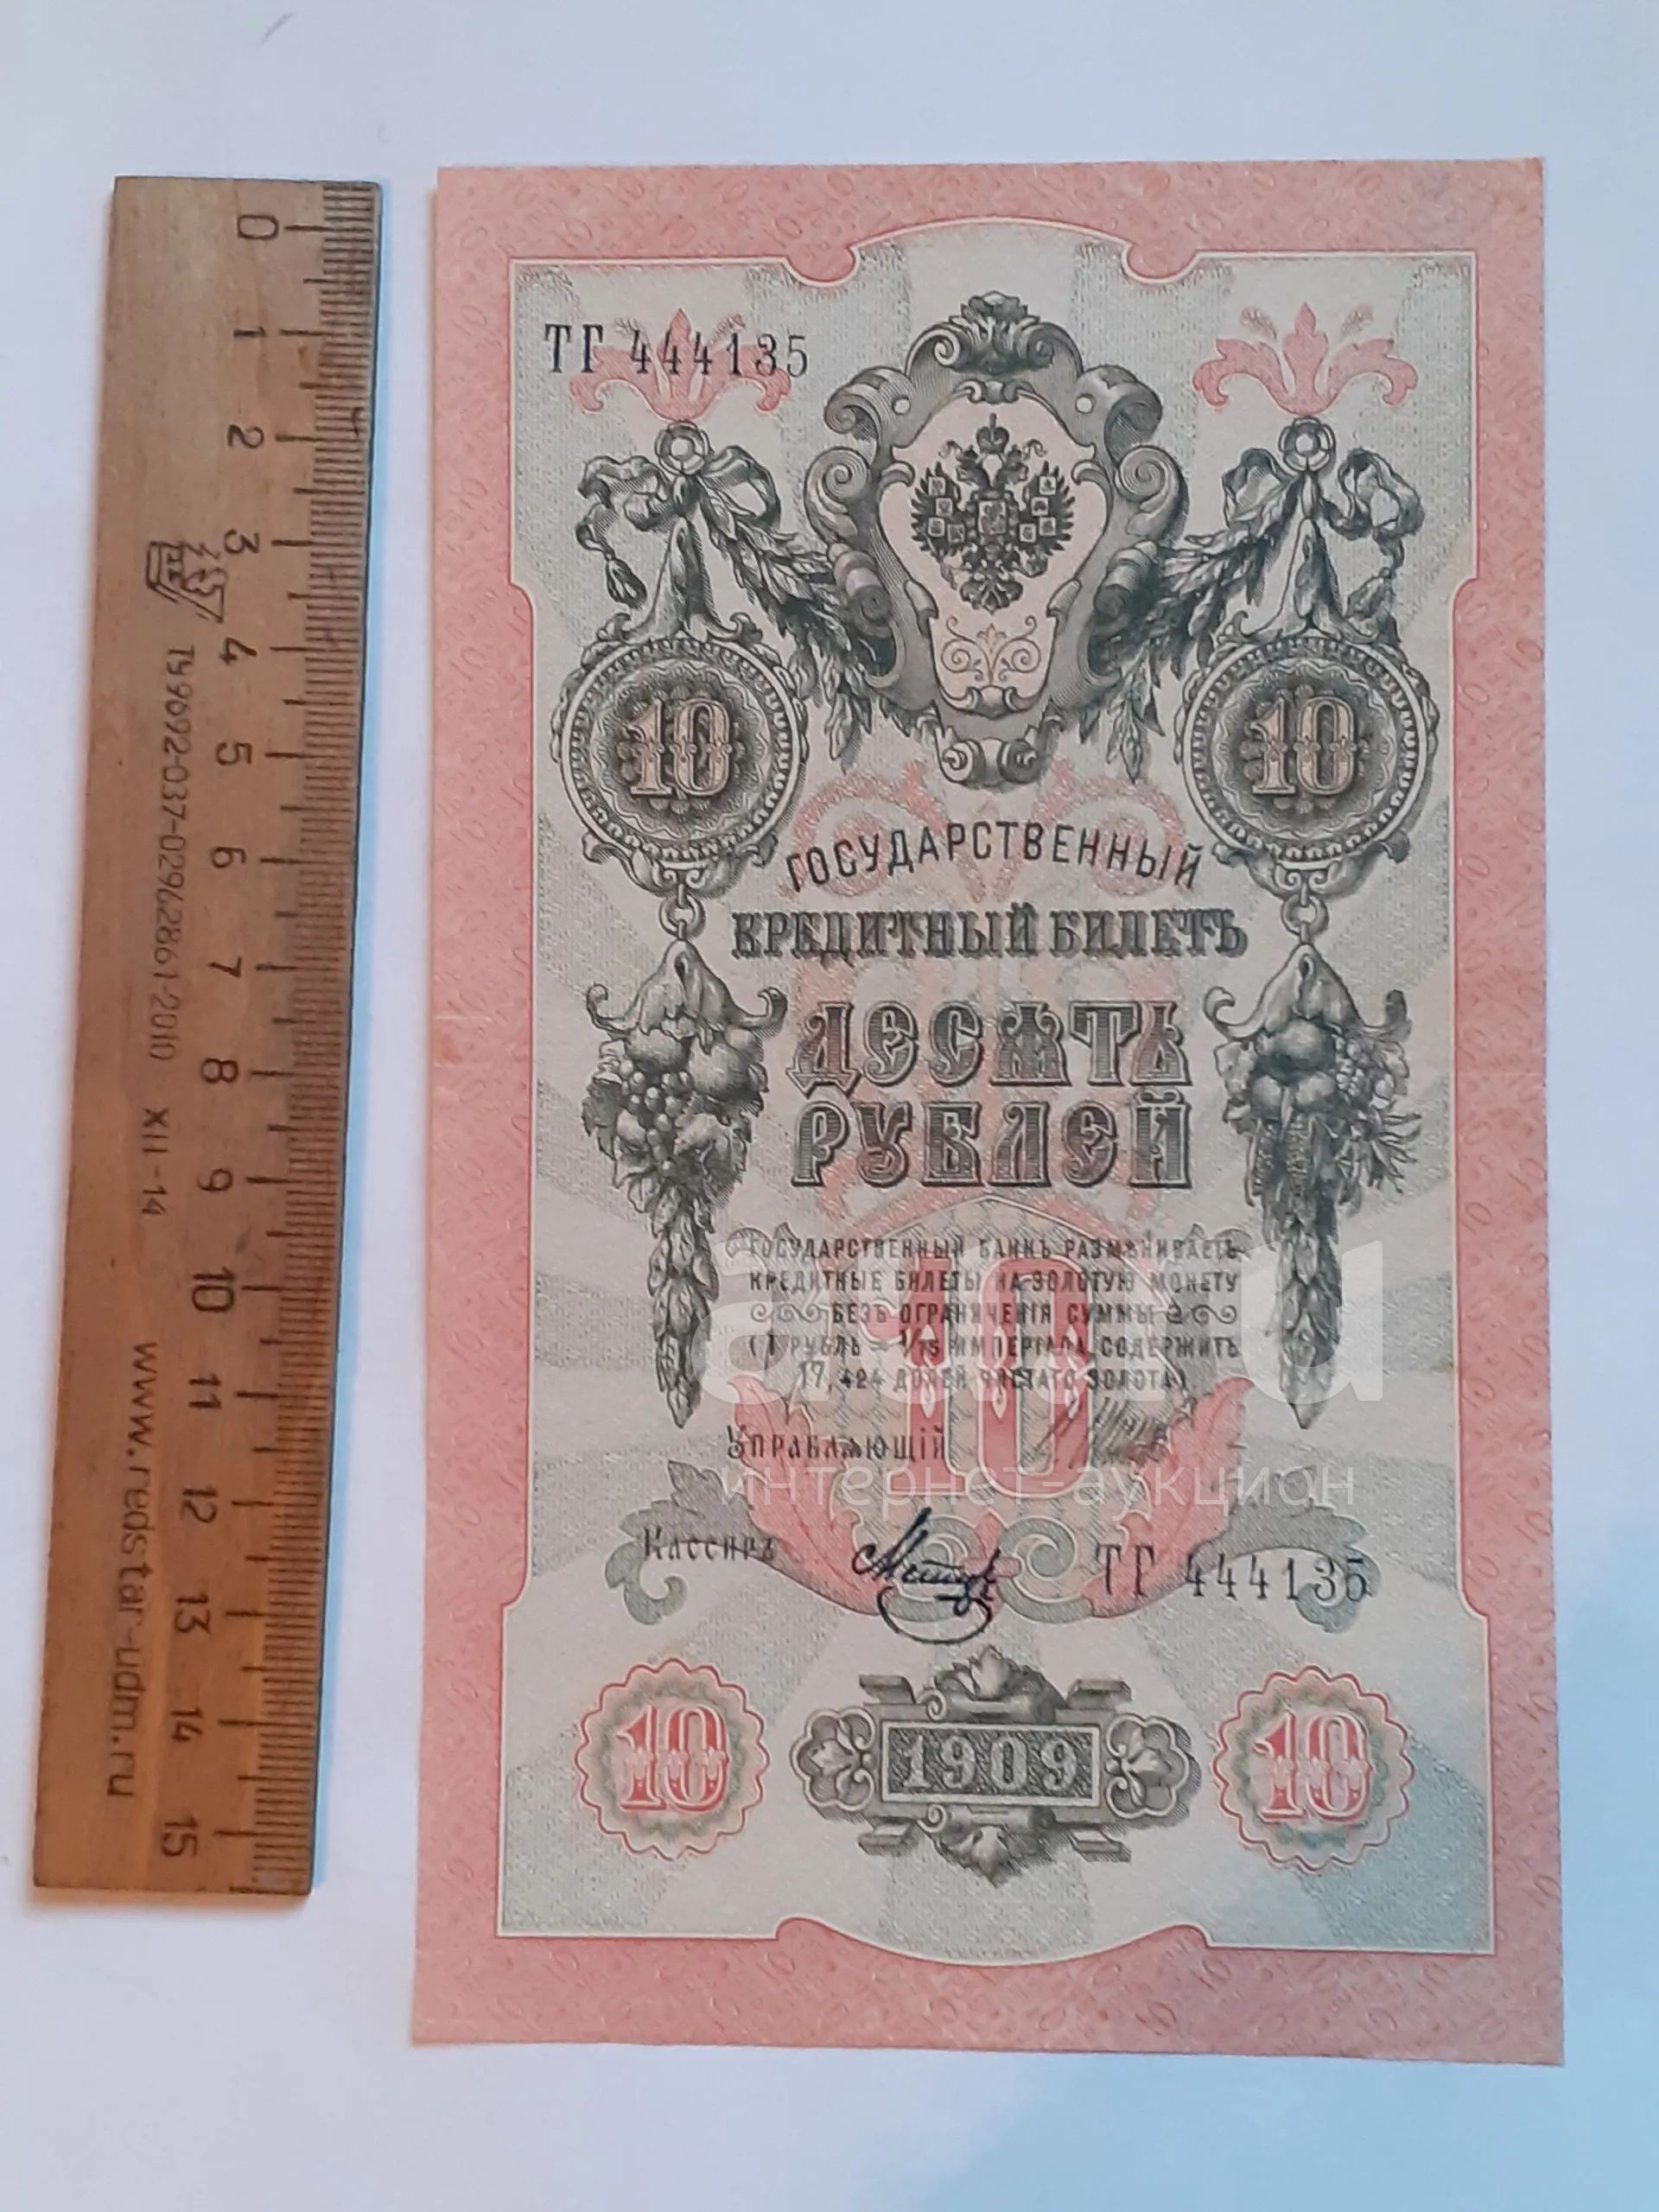 0
1
2
3
4
5
6
7
8
9
10
11
12
13
14
15
ТУ9692-037-02962861-2010 XII-14
www.redstar-udm.ru
ТГ 444135
10
10
ГОСУДАРСТВЕННЫЙ
КРЕДИТНЫЙ БИЛЕТЪ
ДЕСѦТЬ
РУБЛЕЙ
ГОСУДАРСТВЕННЫЙ БАНКЪ РАЗМѢНИВАЕТЪ
КРЕДИТНЫЕ БИЛЕТЫ НА ЗОЛОТУЮ МОНЕТУ
БЕЗЪ ОГРАНИЧЕНІЯ СУММЫ
(1 РУБЛЬ = 1/15 ИМПЕРІАЛА, СОДЕРЖИТЪ
17,424 ДОЛЕЙ ЧИСТАГО ЗОЛОТА).
10
Управляющій
интернет-аукцион
Кассиръ
ТГ 444135
10
1909
10